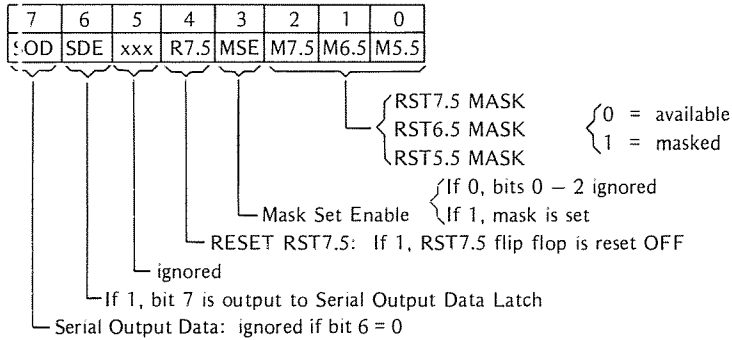 7 6 5 4 3 2 1 0
SOD SDE xxx R7.5 MSE M7.5 M6.5 M5.5
RST7.5 MASK
RST6.5 MASK
RST5.5 MASK
0 = available
1 = masked
If 0, bits 0 – 2 ignored
Mask Set Enable
If 1, mask is set
RESET RST7.5: If 1, RST7.5 flip flop is reset OFF
ignored
If 1, bit 7 is output to Serial Output Data Latch
Serial Output Data: ignored if bit 6 = 0